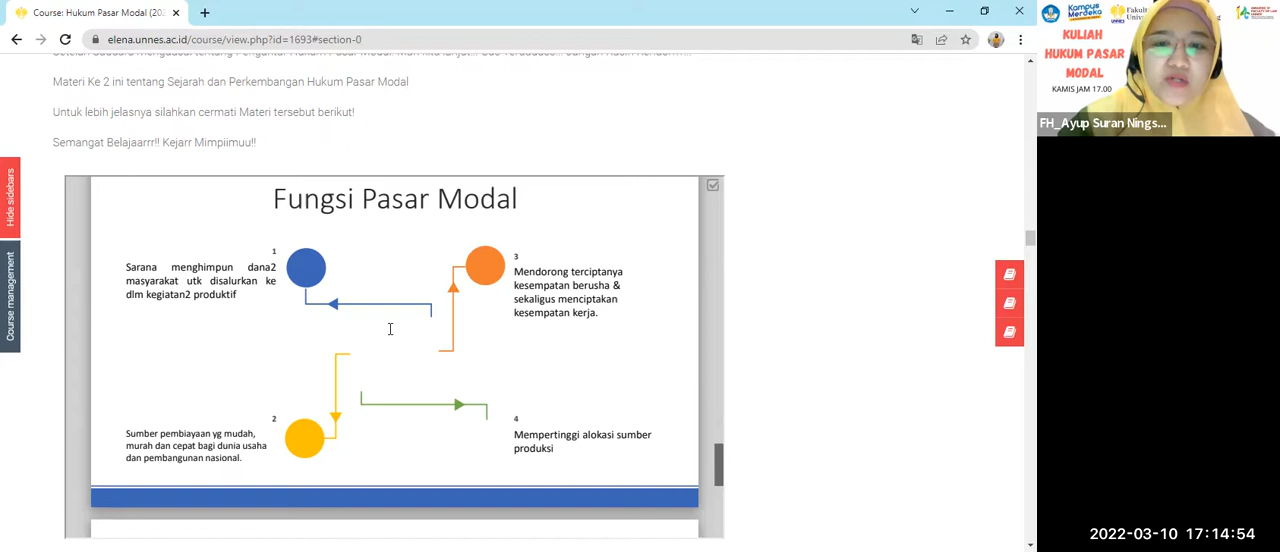 Course: Hukum Pasar Modal (20
elena.unnes.ac.id/course/view.php?id=1693#section-0
Materi Ke 2 ini tentang Sejarah dan Perkembangan Hukum Pasar Modal
Untuk lebih jelasnya silahkan cermati Materi tersebut berikut!
Semangat Belajaarrr!! Kejarr Mimpiimuu!!
Hide sidebars
Course management
Fungsi Pasar Modal
1
Sarana menghimpun dana2
masyarakat utk disalurkan ke
dlm kegiatan2 produktif
2
Sumber pembiayaan yg mudah,
murah dan cepat bagi dunia usaha
dan pembangunan nasional.
3
Mendorong terciptanya
kesempatan berusha &
sekaligus menciptakan
kesempatan kerja.
4
Mempertinggi alokasi sumber
produksi
Kampus
Merdeka
UNNES
KULIAH
HUKUM PASAR
MODAL
KAMIS JAM 17.00
FH_Ayup Suran Nings...
2022-03-10 17:14:54